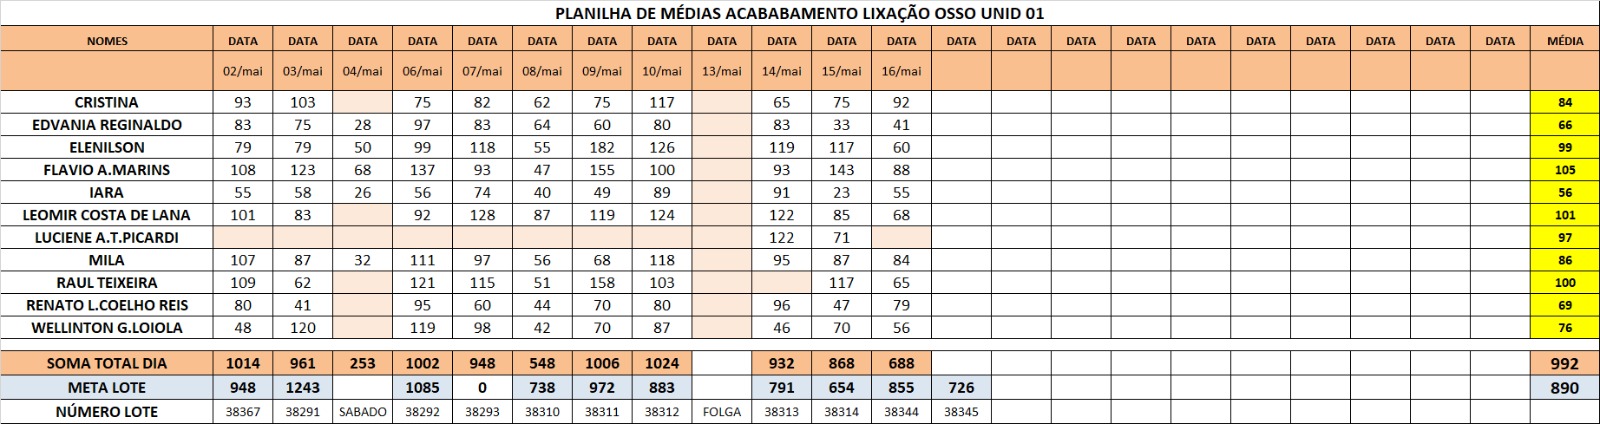 PLANILHA DE MÉDIAS ACABABAMENTO LIXAÇÃO OSSO UNID 01
NOMES DATA DATA DATA DATA DATA DATA DATA DATA DATA DATA DATA DATA DATA DATA DATA DATA DATA DATA DATA DATA DATA DATA MÉDIA
02/mai 03/mai 04/mai 06/mai 07/mai 08/mai 09/mai 10/mai 13/mai 14/mai 15/mai 16/mai
CRISTINA 93 103 75 82 62 75 117 65 75 92 84
EDVANIA REGINALDO 83 75 28 97 83 64 60 80 83 33 41 66
ELENILSON 79 79 50 99 118 55 182 126 119 117 60 99
FLAVIO A.MARINS 108 123 68 137 93 47 155 100 93 143 88 105
IARA 55 58 26 56 74 40 49 89 91 23 55 56
LEOMIR COSTA DE LANA 101 83 92 128 87 119 124 122 85 68 101
LUCIENE A.T.PICARDI 122 71 97
MILA 107 87 32 111 97 56 68 118 95 87 84 86
RAUL TEIXEIRA 109 62 121 115 51 158 103 117 65 100
RENATO L.COELHO REIS 80 41 95 60 44 70 80 96 47 79 69
WELLINTON G.LOIOLA 48 120 119 98 42 70 87 46 70 56 76
SOMA TOTAL DIA 1014 961 253 1002 948 548 1006 1024 932 868 688 992
META LOTE 948 1243 1085 0 738 972 883 791 654 855 726 890
NÚMERO LOTE 38367 38291 SABADO 38292 38293 38310 38311 38312 FOLGA 38313 38314 38344 38345